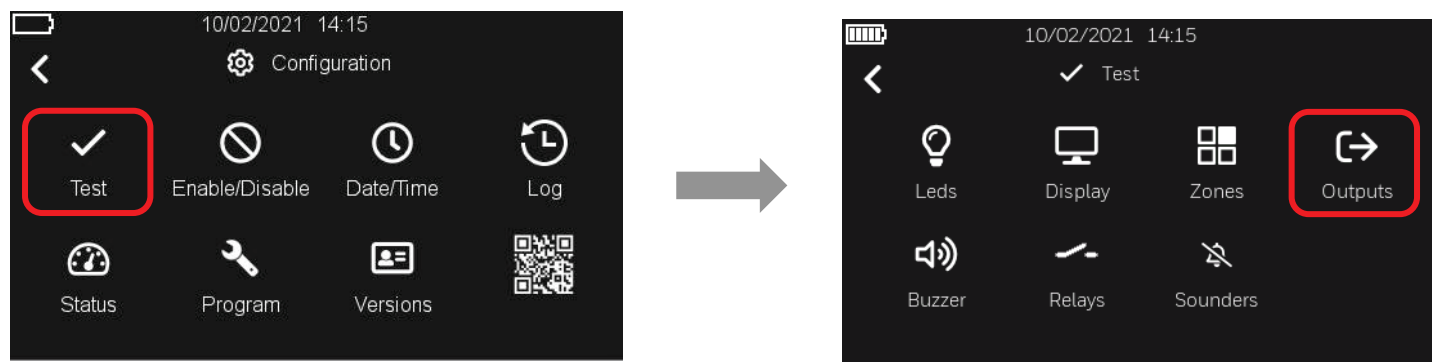 10/02/2021 14:15
Configuration
Test Enable/Disable Date/Time Log
Status Program Versions
10/02/2021 14:15
Test
Leds Display Zones Outputs
Buzzer Relays Sounders